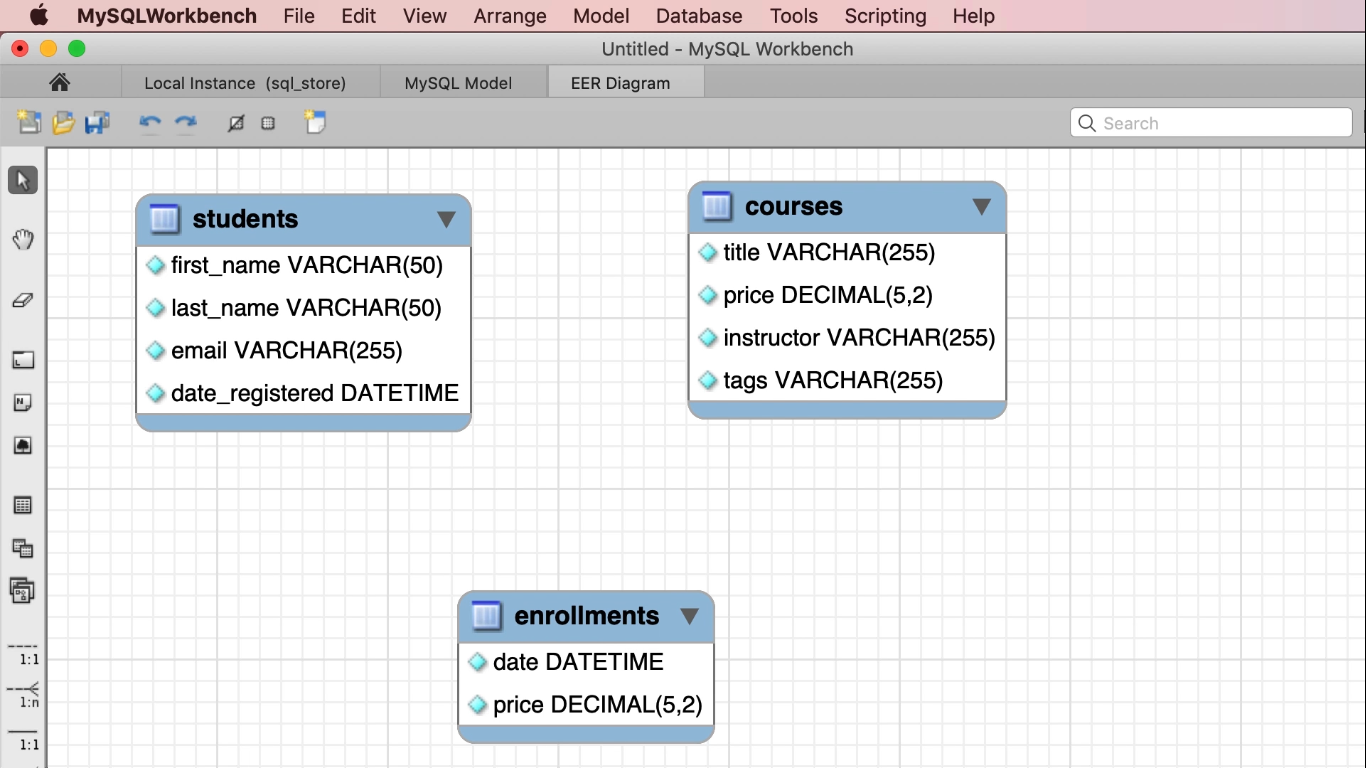 MySQLWorkbench File Edit View Arrange Model Database Tools Scripting Help
Untitled - MySQL Workbench
Local Instance (sql_store) MySQL Model EER Diagram
Search
students
first_name VARCHAR(50)
last_name VARCHAR(50)
email VARCHAR(255)
date_registered DATETIME
courses
title VARCHAR(255)
price DECIMAL(5,2)
instructor VARCHAR(255)
tags VARCHAR(255)
enrollments
date DATETIME
price DECIMAL(5,2)
1:1
1:n
1:1